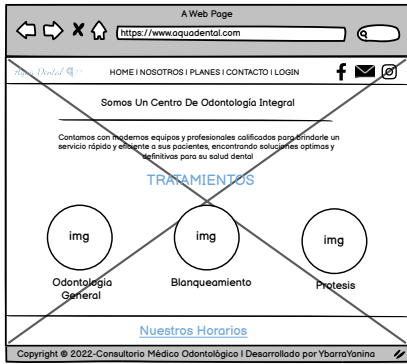 A Web Page
https://www.aquadental.com
Aqua Dental
HOME I NOSOTROS I PLANES I CONTACTO I LOGIN
Somos Un Centro De Odontología Integral
Contamos con modernos equipos y profesionales calificados para brindarle un
servicio rápido y eficiente a sus pacientes, encontrando soluciones optimas y
definitivas para su salud dental
TRATAMIENTOS
img
img
img
Odontologia
General
Blanqueamiento
Protesis
Nuestros Horarios
Copyright © 2022-Consultorio Médico Odontológico I Desarrollado por YbarraYanina